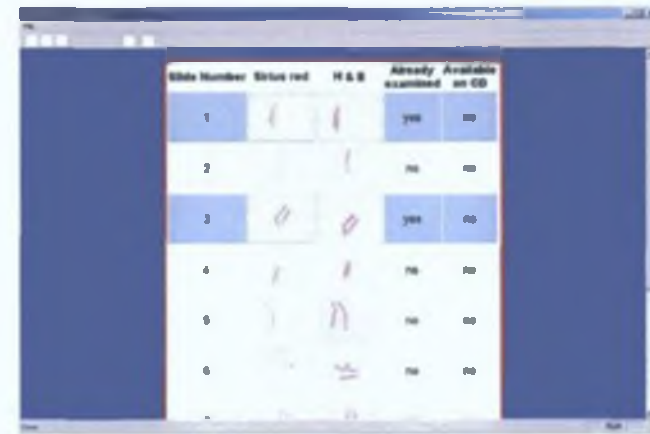 Slide Number Sirius red H & E Already examined Available on CD
1 yes no
2 no no
3 yes no
4 no no
5 no no
6 no no